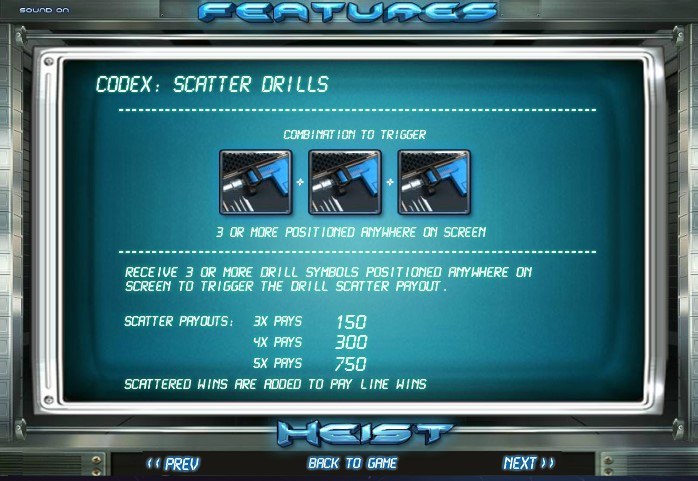 SOUND ON
FEATURES
CODEX: SCATTER DRILLS
COMBINATION TO TRIGGER
+ +
3 OR MORE POSITIONED ANYWHERE ON SCREEN
RECEIVE 3 OR MORE DRILL SYMBOLS POSITIONED ANYWHERE ON
SCREEN TO TRIGGER THE DRILL SCATTER PAYOUT.
SCATTER PAYOUTS: 3X PAYS 150
4X PAYS 300
5X PAYS 750
SCATTERED WINS ARE ADDED TO PAY LINE WINS
HEIST
<< PREV BACK TO GAME NEXT >>